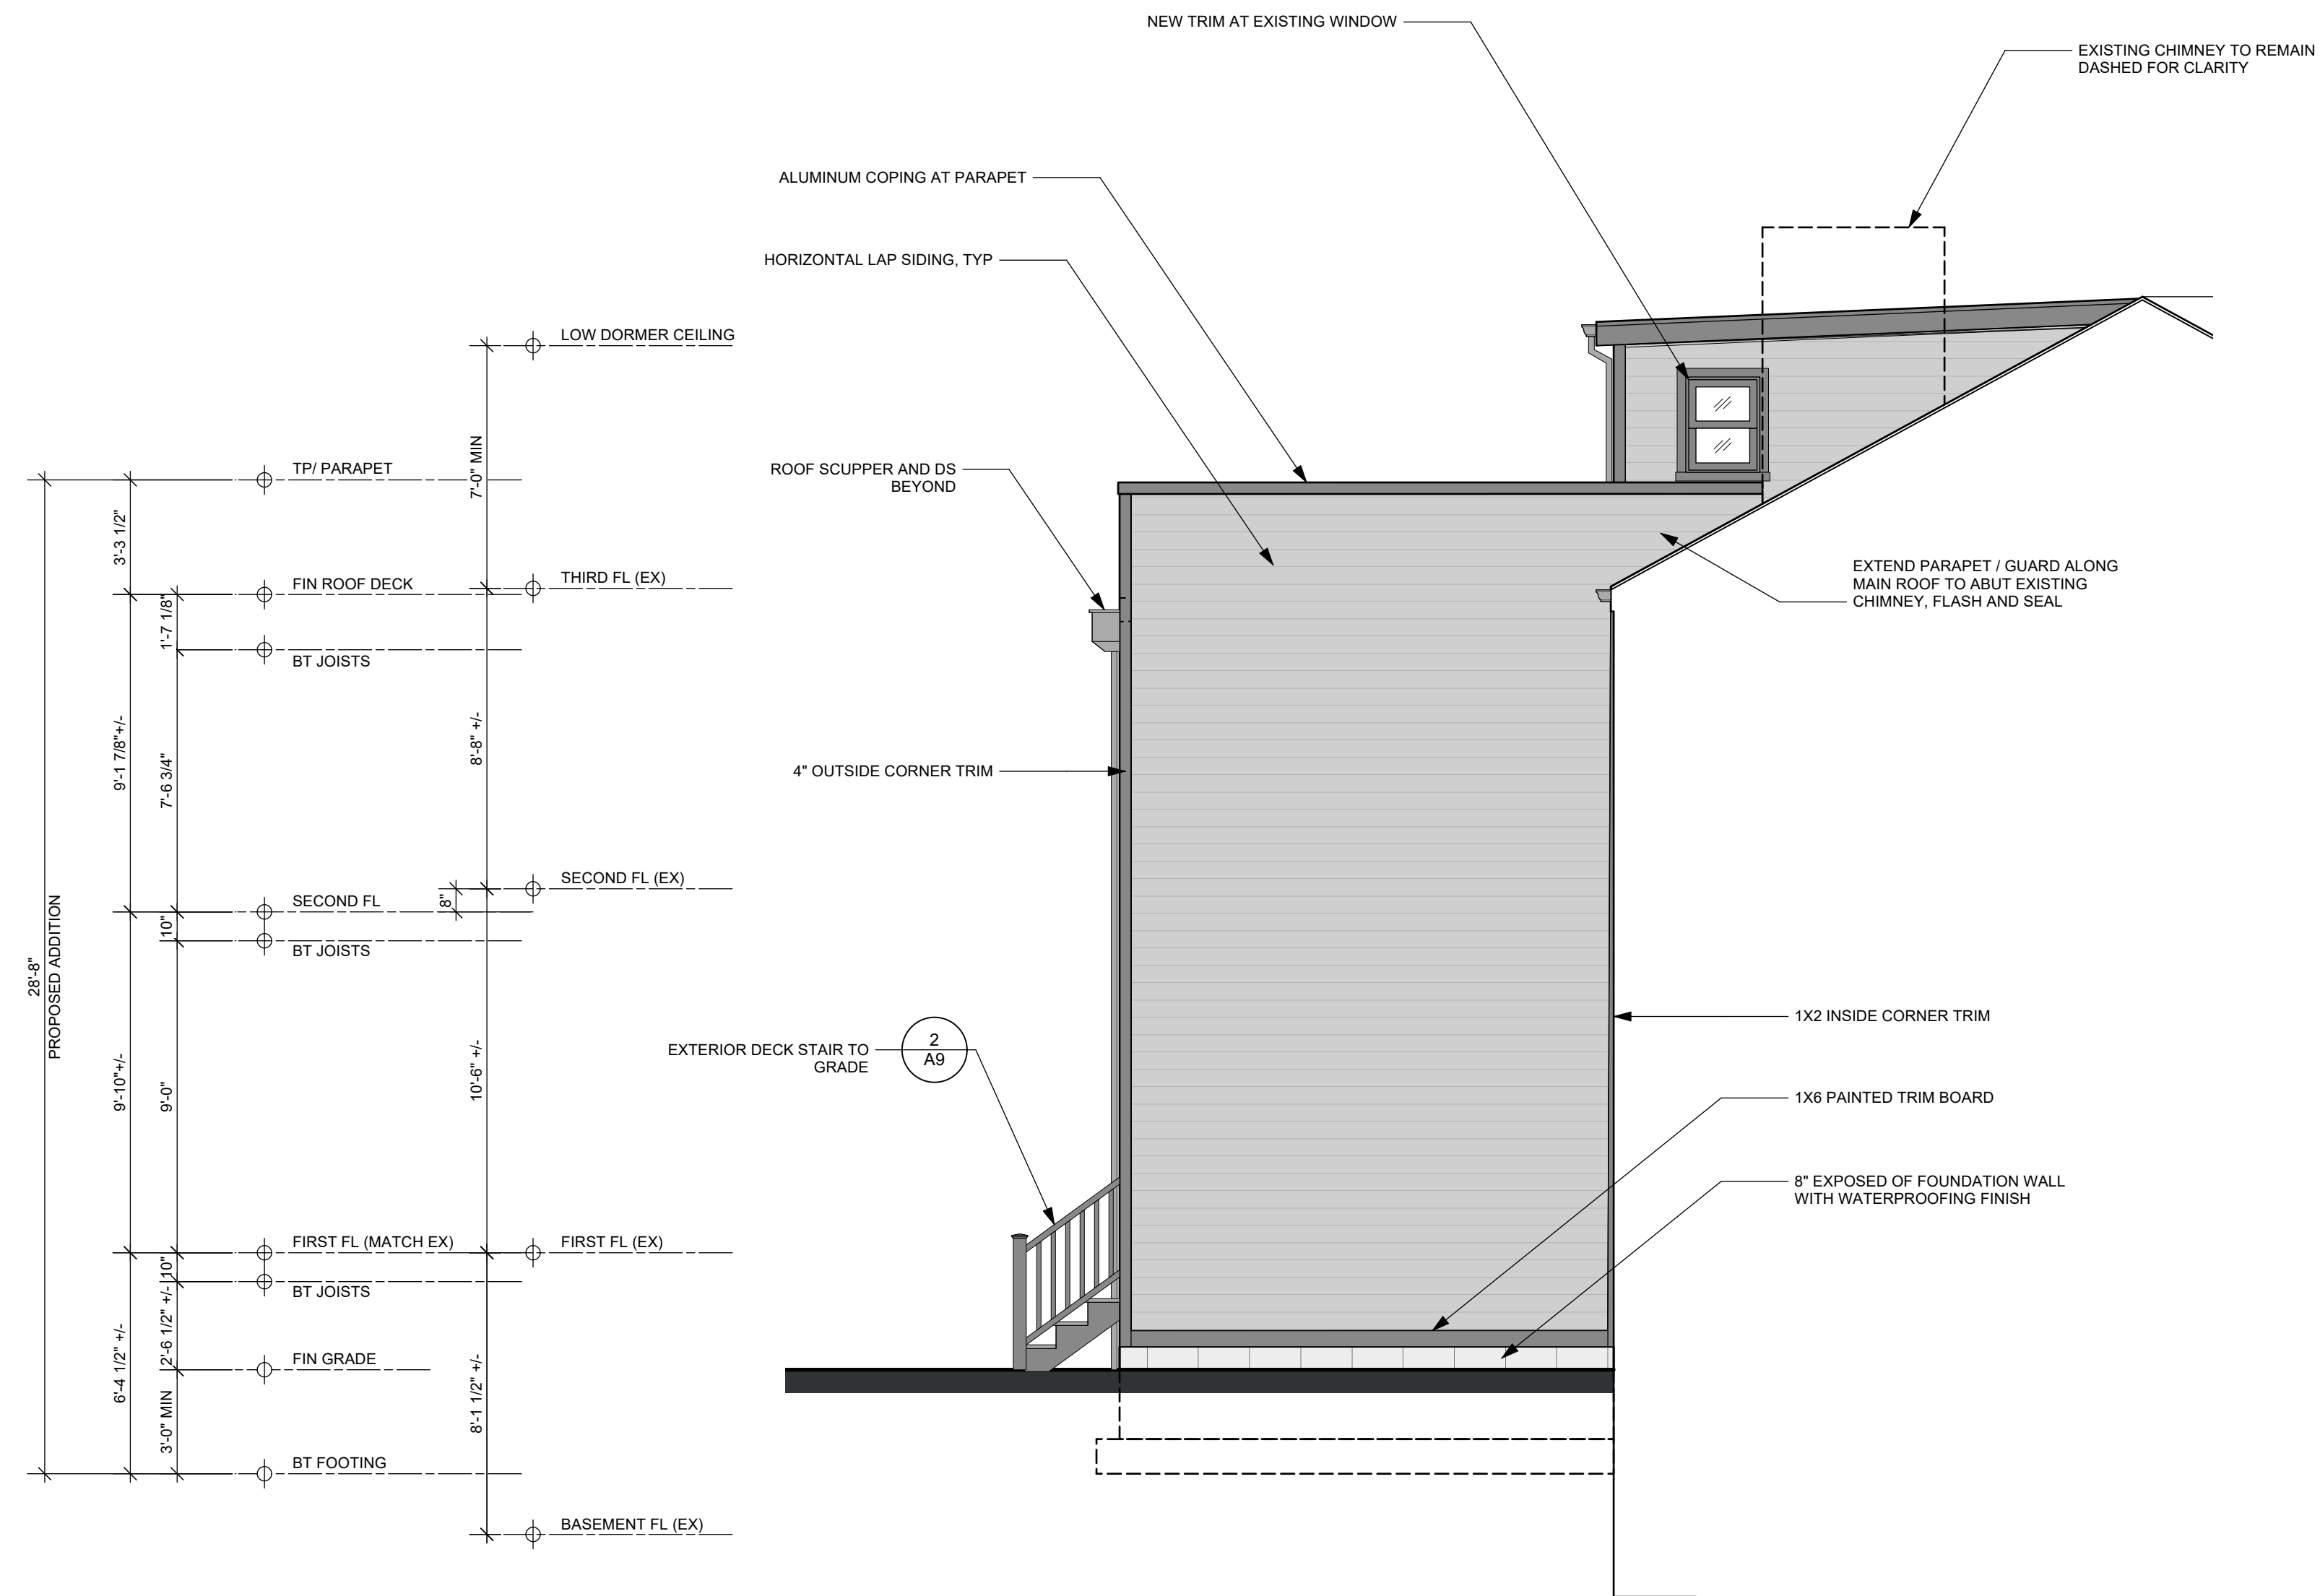 NEW TRIM AT EXISTING WINDOW
EXISTING CHIMNEY TO REMAIN
DASHED FOR CLARITY
ALUMINUM COPING AT PARAPET
HORIZONTAL LAP SIDING, TYP
LOW DORMER CEILING
7'-0" MIN
ROOF SCUPPER AND DS
BEYOND
TP/ PARAPET
3'-3 1/2"
EXTEND PARAPET / GUARD ALONG
MAIN ROOF TO ABUT EXISTING
CHIMNEY, FLASH AND SEAL
FIN ROOF DECK
THIRD FL (EX)
1'-7 1/8"
BT JOISTS
9'-1 7/8"+/-
7'-6 3/4"
8'-8" +/-
4" OUTSIDE CORNER TRIM
SECOND FL (EX)
8"
SECOND FL
10"
BT JOISTS
28'-8"
PROPOSED ADDITION
9'-10"+/-
9'-0"
10'-6" +/-
EXTERIOR DECK STAIR TO
GRADE
2
A9
1X2 INSIDE CORNER TRIM
1X6 PAINTED TRIM BOARD
8" EXPOSED OF FOUNDATION WALL
WITH WATERPROOFING FINISH
FIRST FL (MATCH EX)
FIRST FL (EX)
10"
BT JOISTS
2'-6 1/2" +/-
FIN GRADE
6'-4 1/2" +/-
3'-0" MIN
8'-1 1/2" +/-
BT FOOTING
BASEMENT FL (EX)